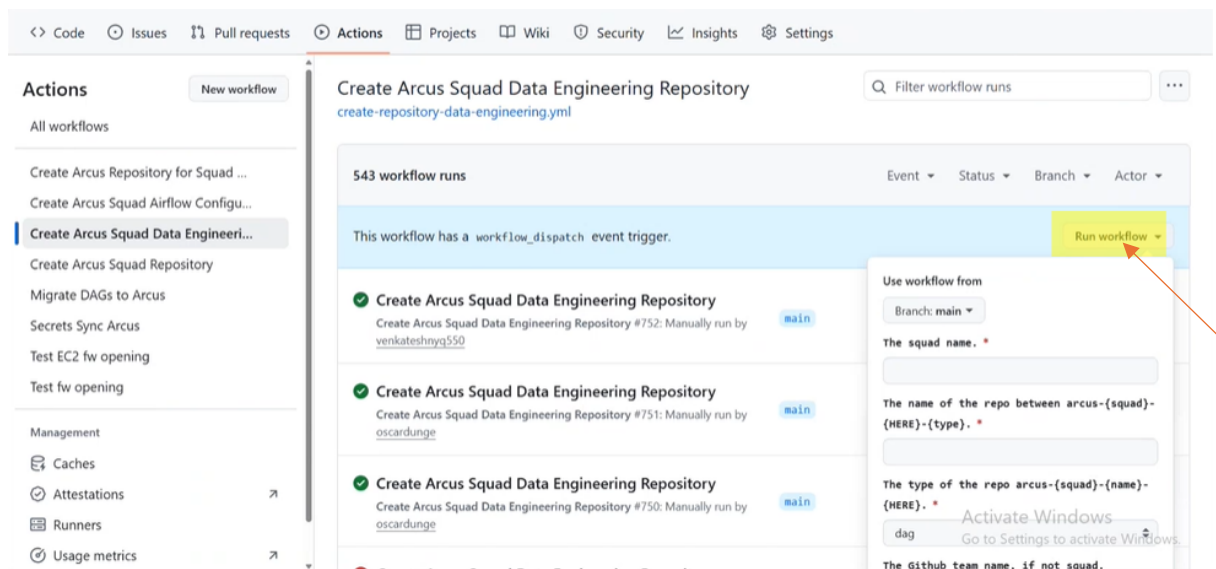 Code Issues Pull requests Actions Projects Wiki Security Insights Settings
Actions
New workflow
All workflows
Create Arcus Repository for Squad ...
Create Arcus Squad Airflow Configu...
Create Arcus Squad Data Engineeri...
Create Arcus Squad Repository
Migrate DAGs to Arcus
Secrets Sync Arcus
Test EC2 fw opening
Test fw opening
Management
Caches
Attestations
Runners
Usage metrics
Create Arcus Squad Data Engineering Repository
create-repository-data-engineering.yml
Filter workflow runs
543 workflow runs
Event Status Branch Actor
This workflow has a workflow_dispatch event trigger.
Run workflow
Create Arcus Squad Data Engineering Repository
Create Arcus Squad Data Engineering Repository #752: Manually run by
venkateshnyq550
main
Create Arcus Squad Data Engineering Repository
Create Arcus Squad Data Engineering Repository #751: Manually run by
oscardunge
main
Create Arcus Squad Data Engineering Repository
Create Arcus Squad Data Engineering Repository #750: Manually run by
oscardunge
main
Use workflow from
Branch: main
The squad name. *
The name of the repo between arcus-{squad}-
{HERE}-{type}. *
The type of the repo arcus-{squad}-{name}-
{HERE}. *
dag
Activate Windows
Go to Settings to activate Windows.
The Github team name, if not squad.